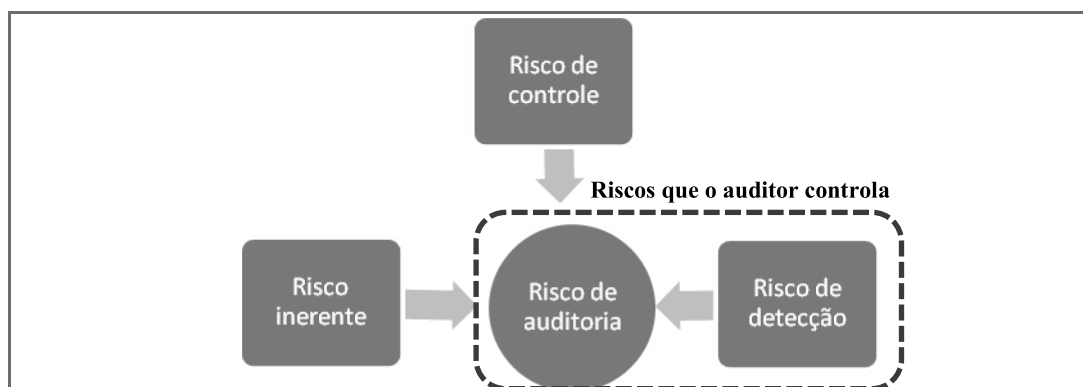 Risco de
controle
Riscos que o auditor controla
Risco
inerente
Risco de
auditoria
Risco de
detecção